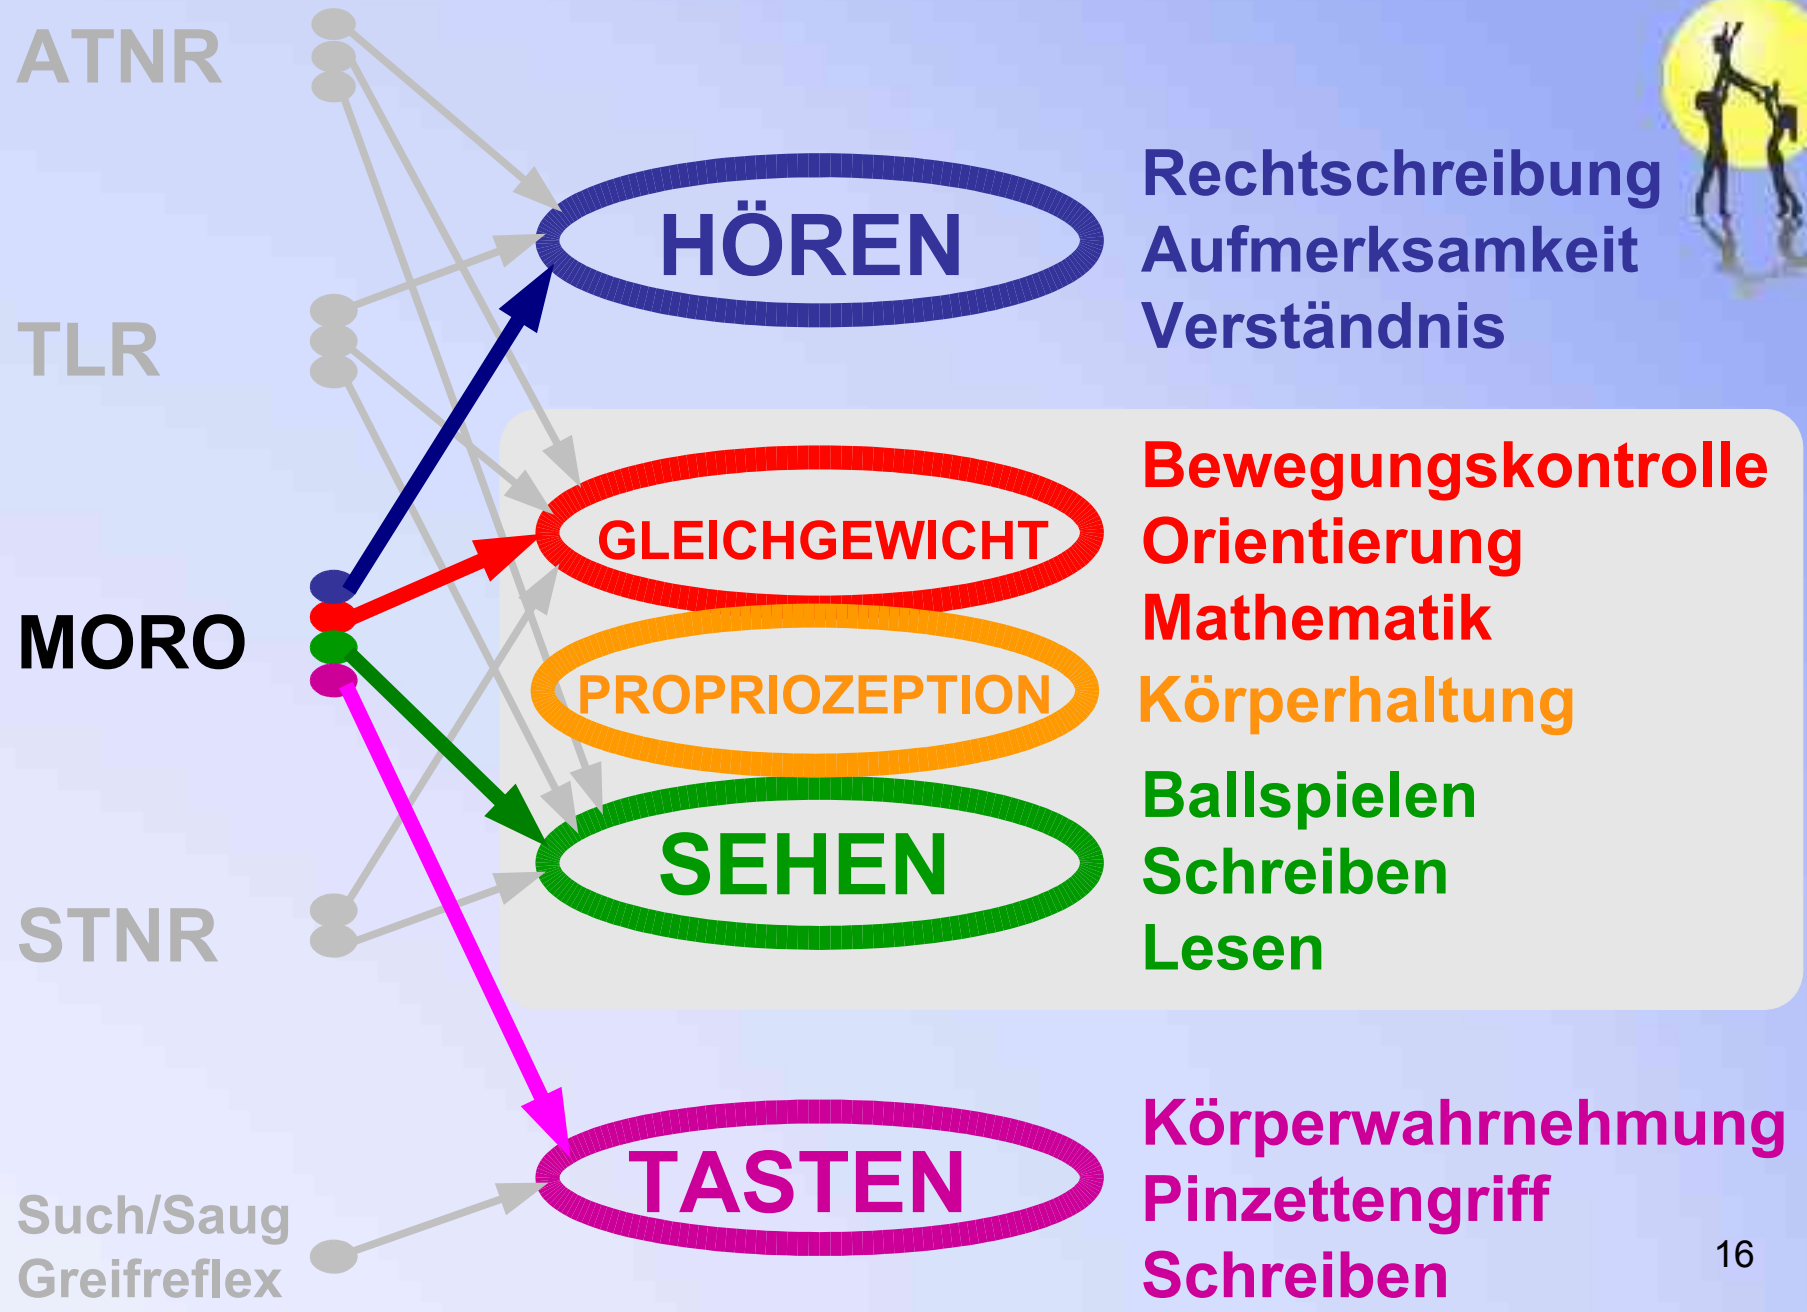 ATNR
HÖREN
Rechtschreibung
Aufmerksamkeit
Verständnis
TLR
GLEICHGEWICHT
Bewegungskontrolle
Orientierung
Mathematik
MORO
PROPRIOZEPTION
Körperhaltung
SEHEN
Ballspielen
Schreiben
Lesen
STNR
TASTEN
Körperwahrnehmung
Pinzettengriff
Schreiben
Such/Saug
Greifreflex
16